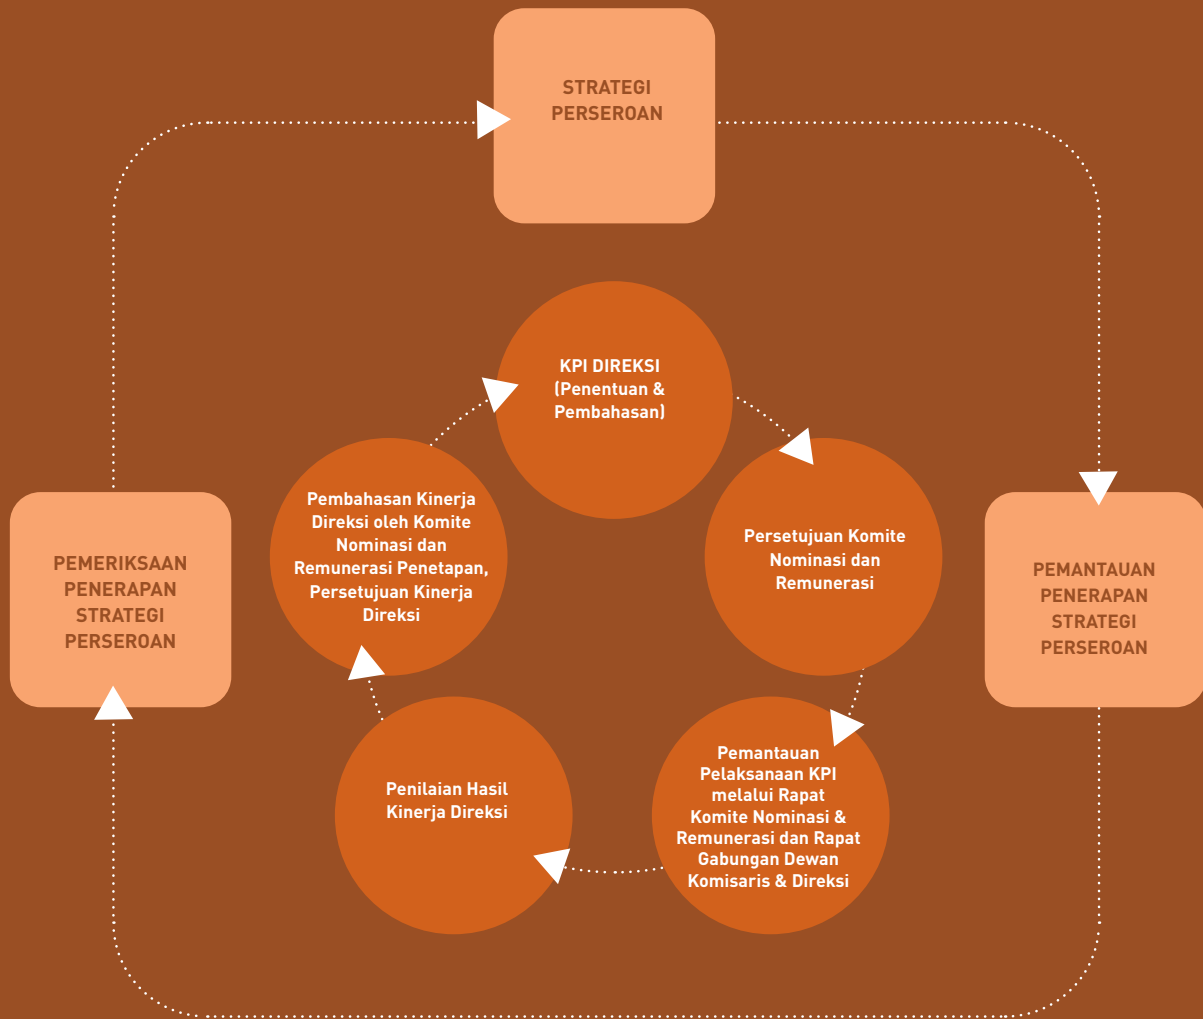 STRATEGI
PERSEROAN
KPI DIREKSI
(Penentuan &
Pembahasan)
Pembahasan Kinerja
Direksi oleh Komite
Nominasi dan
Remunerasi Penetapan,
Persetujuan Kinerja
Direksi
Persetujuan Komite
Nominasi dan
Remunerasi
PEMERIKSAAN
PENERAPAN
STRATEGI
PERSEROAN
PEMANTAUAN
PENERAPAN
STRATEGI
PERSEROAN
Penilaian Hasil
Kinerja Direksi
Pemantauan
Pelaksanaan KPI
melalui Rapat
Komite Nominasi &
Remunerasi dan Rapat
Gabungan Dewan
Komisaris & Direksi